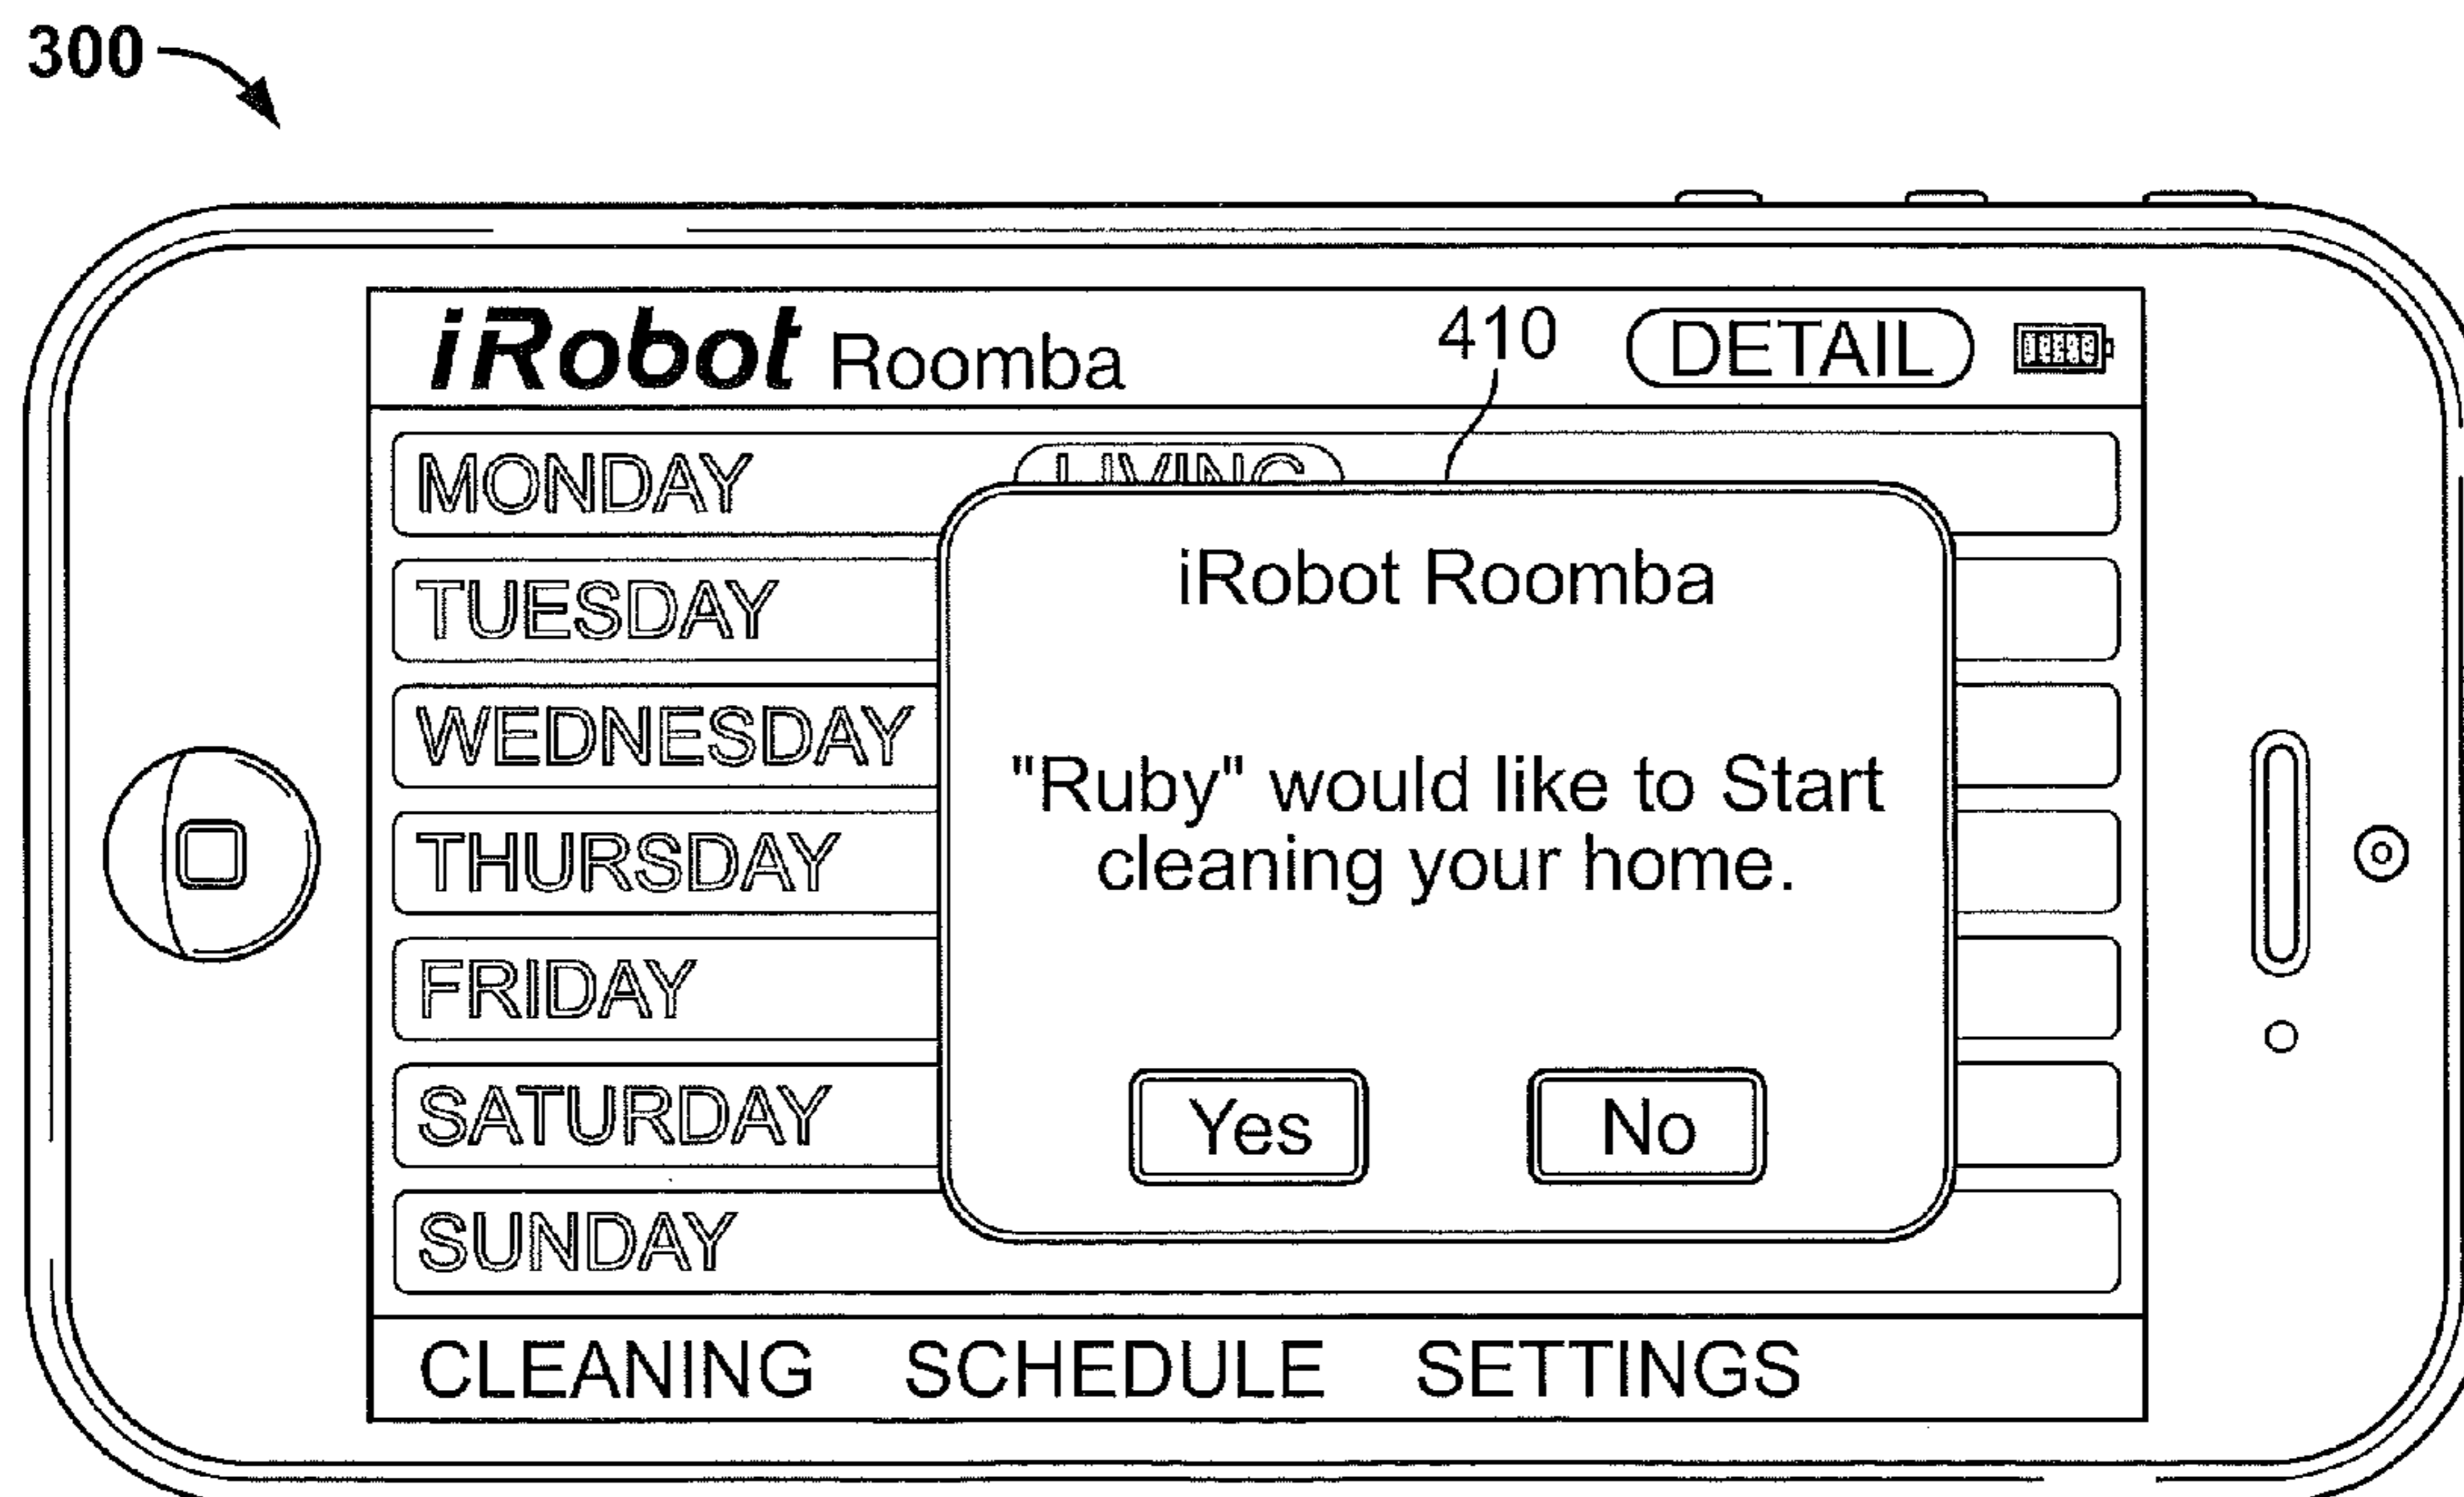 300
iRobot Roomba
410
DETAIL
MONDAY
LIVING
TUESDAY
WEDNESDAY
THURSDAY
FRIDAY
SATURDAY
SUNDAY
iRobot Roomba
"Ruby" would like to Start
cleaning your home.
Yes No
CLEANING SCHEDULE SETTINGS